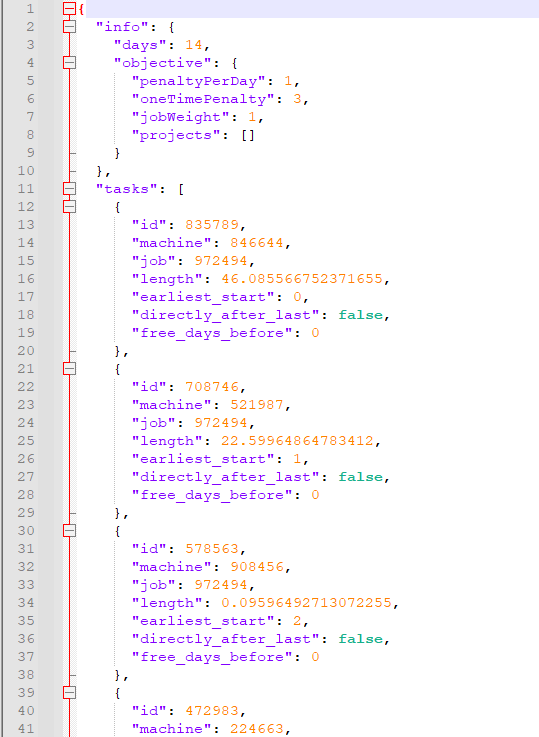 1 {
2 "info": {
3 "days": 14,
4 "objective": {
5 "penaltyPerDay": 1,
6 "oneTimePenalty": 3,
7 "jobWeight": 1,
8 "projects": []
9 }
10 },
11 "tasks": [
12 {
13 "id": 835789,
14 "machine": 846644,
15 "job": 972494,
16 "length": 46.085566752371655,
17 "earliest_start": 0,
18 "directly_after_last": false,
19 "free_days_before": 0
20 },
21 {
22 "id": 708746,
23 "machine": 521987,
24 "job": 972494,
25 "length": 22.59964864783412,
26 "earliest_start": 1,
27 "directly_after_last": false,
28 "free_days_before": 0
29 },
30 {
31 "id": 578563,
32 "machine": 908456,
33 "job": 972494,
34 "length": 0.09596492713072255,
35 "earliest_start": 2,
36 "directly_after_last": false,
37 "free_days_before": 0
38 },
39 {
40 "id": 472983,
41 "machine": 224663,